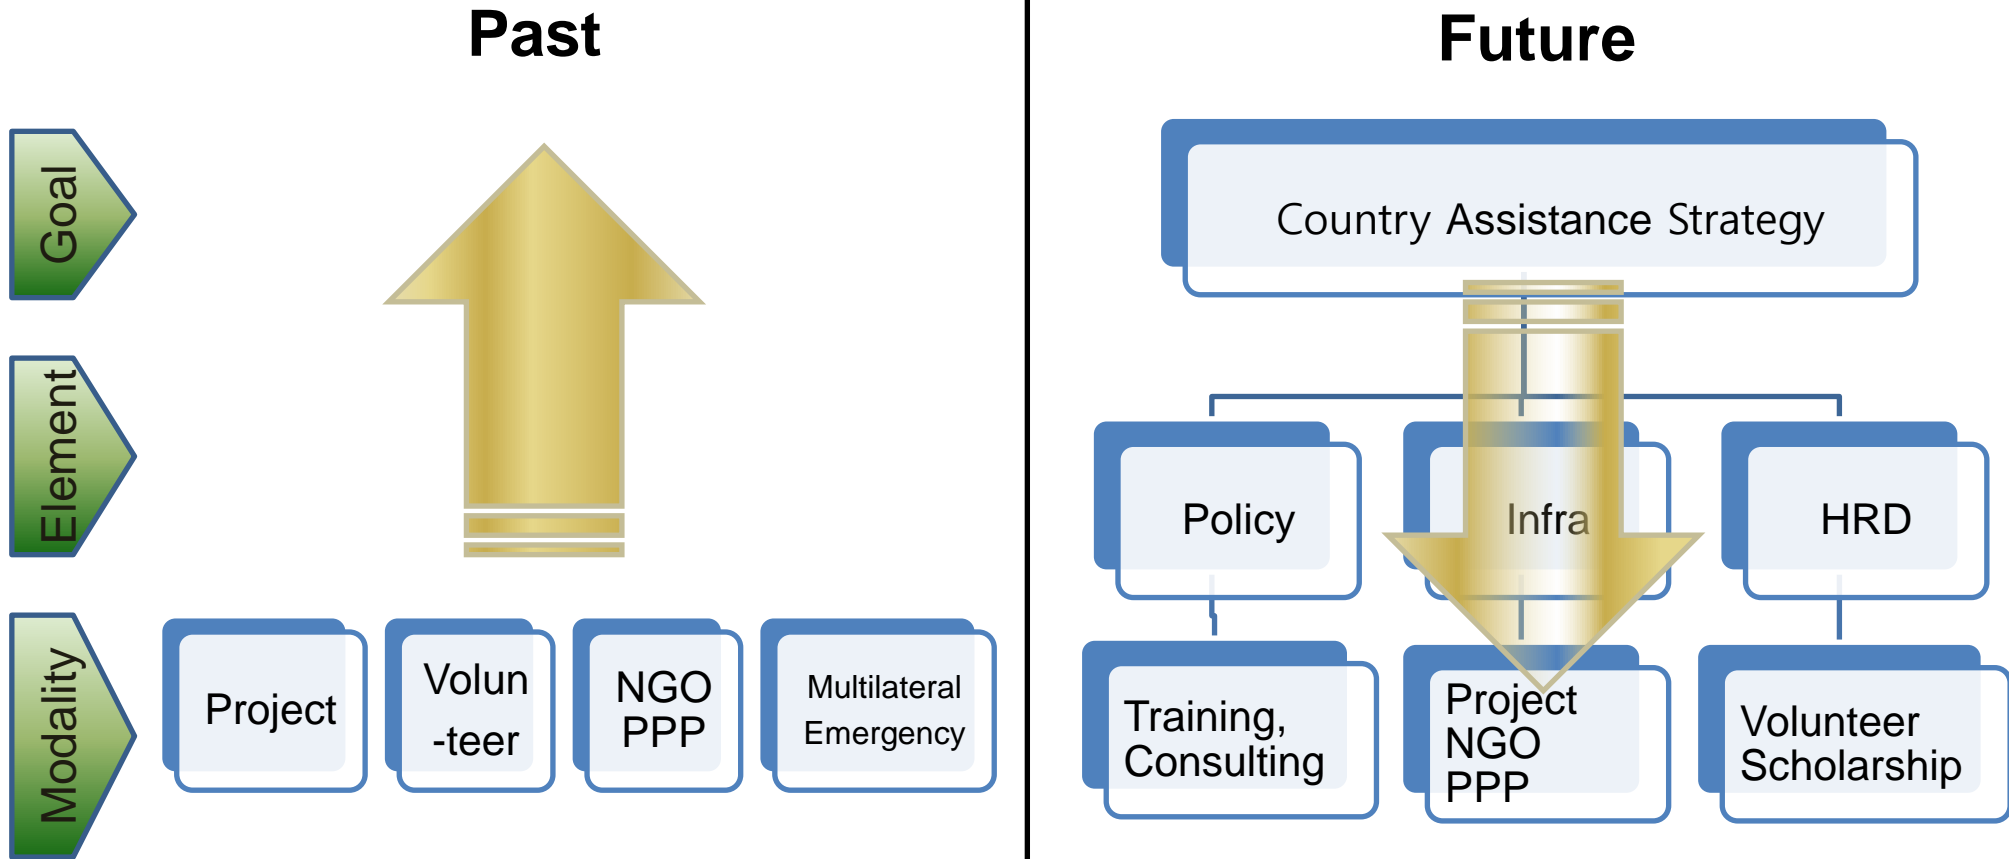 Past
Goal
Element
Modality
Project
Volun
-teer
NGO
PPP
Multilateral
Emergency
Future
Country Assistance Strategy
Policy
Infra
HRD
Training,
Consulting
Project
NGO
PPP
Volunteer
Scholarship